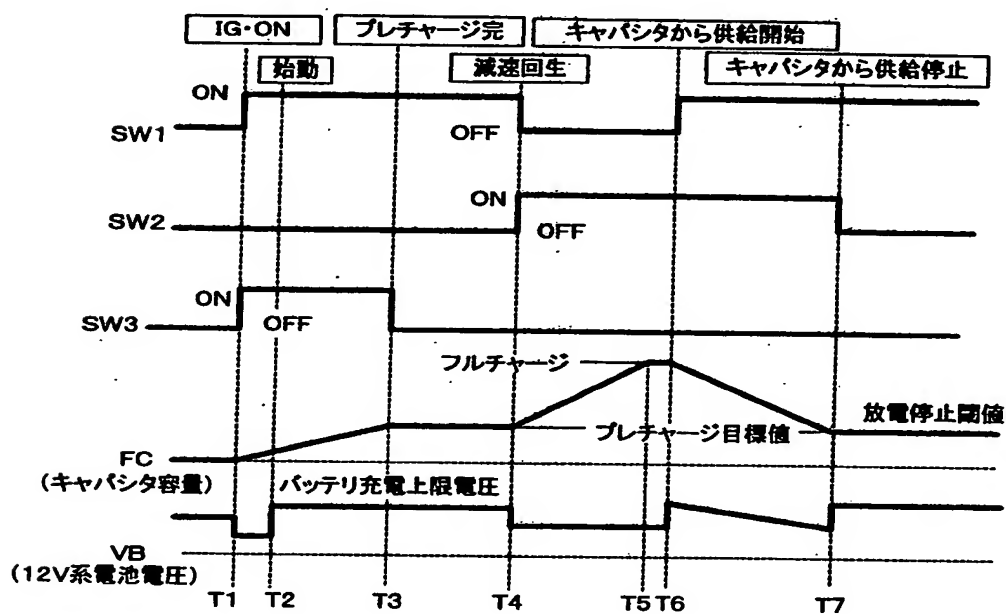 IG・ON
プレチャージ完
キャパシタから供給開始
始動
減速回生
キャパシタから供給停止
ON
SW1
OFF
ON
SW2
OFF
ON
SW3
OFF
フルチャージ
放電停止閾値
プレチャージ目標値
FC
(キャパシタ容量)
バッテリ充電上限電圧
VB
(12V系電池電圧)
T1 T2 T3 T4 T5 T6 T7